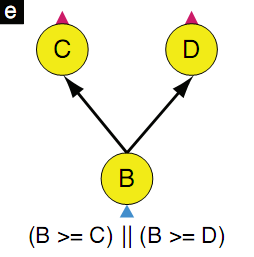 e
C D
B
(B >= C) || (B >= D)